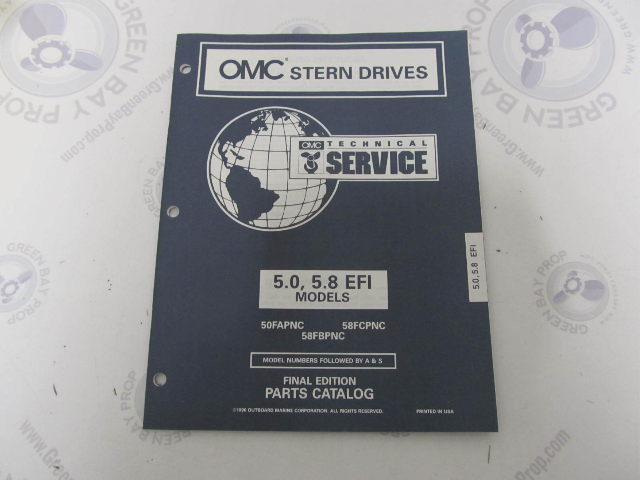 OMC® STERN DRIVES
OMC TECHNICAL
SERVICE
5.0, 5.8 EFI
MODELS
50FAPNC 58FCPNC
58FBPNC
MODEL NUMBERS FOLLOWED BY A & S
FINAL EDITION
PARTS CATALOG
©1996 OUTBOARD MARINE CORPORATION. ALL RIGHTS RESERVED. PRINTED IN USA
5.0, 5.8 EFI
GREEN BAY PROP
www.GreenBayProp.com